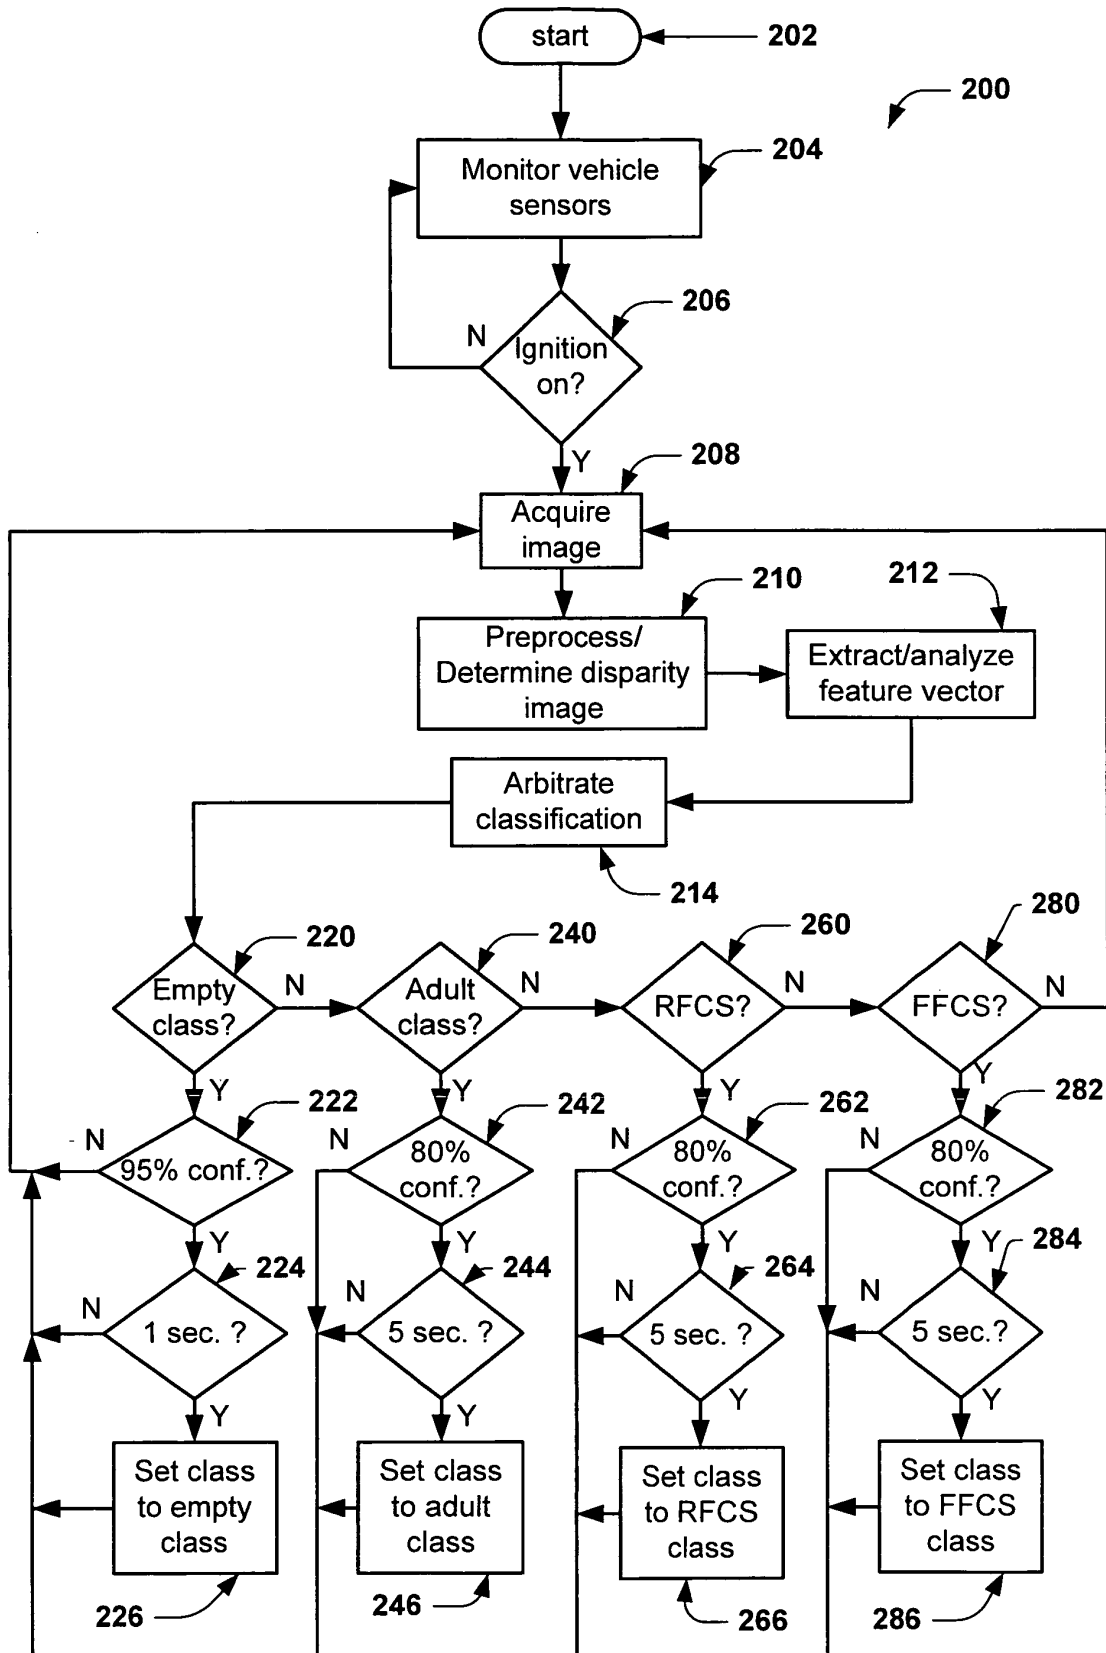 start
202
200
Monitor vehicle
sensors
204
206
N
Ignition
on?
Y
208
Acquire
image
210
212
Preprocess/
Determine disparity
image
Extract/analyze
feature vector
Arbitrate
classification
214
220
240
260
280
Empty
class?
N
Adult
class?
N
RFCS?
N
FFCS?
N
Y
Y
Y
Y
222
242
262
282
N
95% conf.?
N
80%
conf.?
N
80%
conf.?
N
80%
conf.?
Y
Y
Y
Y
224
244
264
284
N
1 sec. ?
N
5 sec. ?
N
5 sec. ?
N
5 sec.?
Y
Y
Y
Y
Set class
to empty
class
Set class
to adult
class
Set class
to RFCS
class
Set class
to FFCS
class
226
246
266
286